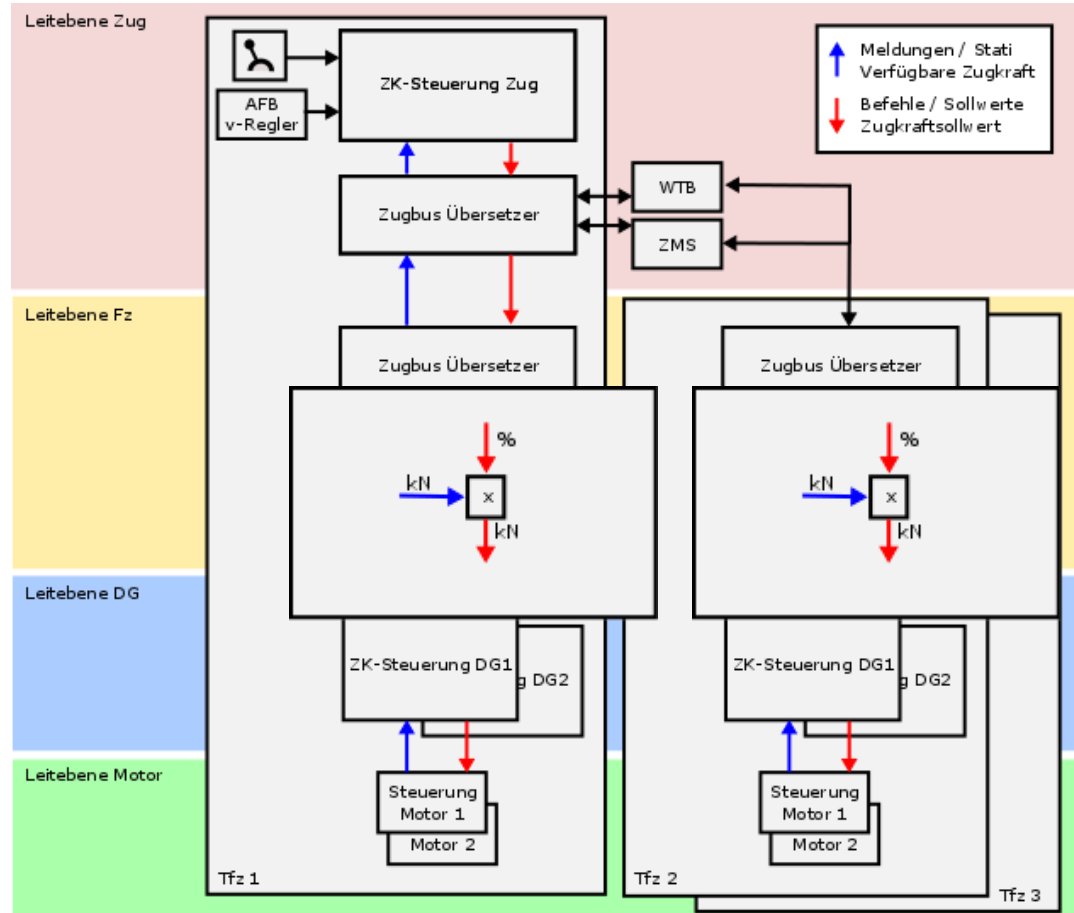 Leitebene Zug
ZK-Steuerung Zug
AFB
v-Regler
Meldungen / Stati
Verfügbare Zugkraft
Befehle / Sollwerte
Zugkraftsollwert
Zugbus Übersetzer
WTB
ZMS
Leitebene Fz
Zugbus Übersetzer
Zugbus Übersetzer
%
kN
x
kN
%
kN
x
kN
Leitebene DG
ZK-Steuerung DG1
g DG2
ZK-Steuerung DG1
g DG2
Leitebene Motor
Steuerung
Motor 1
Motor 2
Steuerung
Motor 1
Motor 2
Tfz 1
Tfz 2
Tfz 3